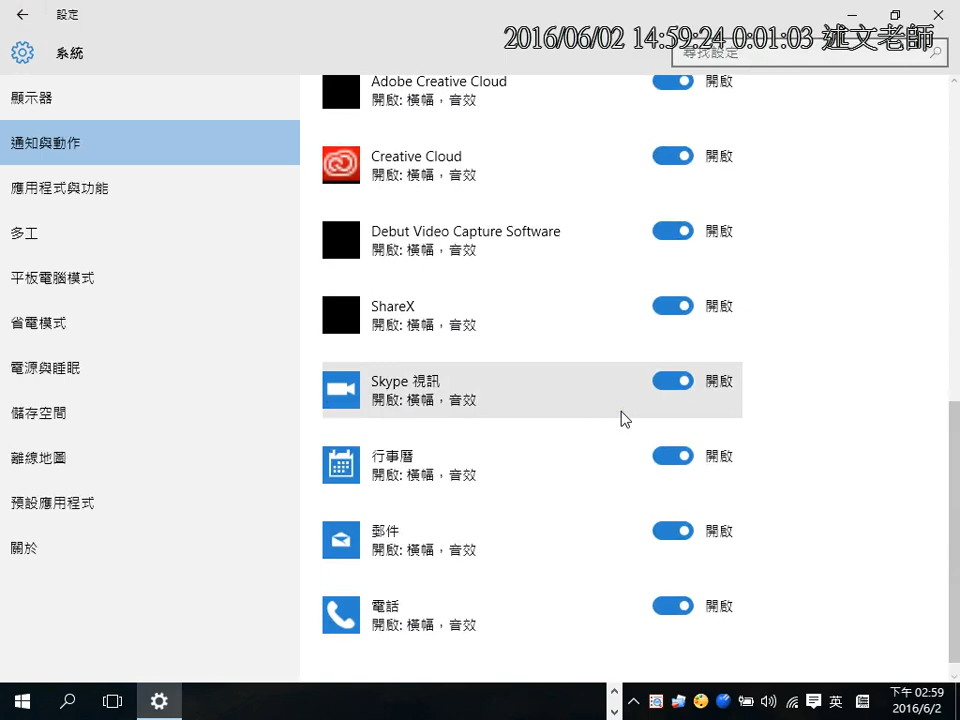 設定
2016/06/02 14:59:24 0:01:03 述文老師
系統
尋找設定
顯示器
通知與動作
應用程式與功能
多工
平板電腦模式
省電模式
電源與睡眠
儲存空間
離線地圖
預設應用程式
關於
Adobe Creative Cloud
開啟: 橫幅，音效
開啟
Creative Cloud
開啟: 橫幅，音效
開啟
Debut Video Capture Software
開啟: 橫幅，音效
開啟
ShareX
開啟: 橫幅，音效
開啟
Skype 視訊
開啟: 橫幅，音效
開啟
行事曆
開啟: 橫幅，音效
開啟
郵件
開啟: 橫幅，音效
開啟
電話
開啟: 橫幅，音效
開啟
英
下午 02:59
2016/6/2